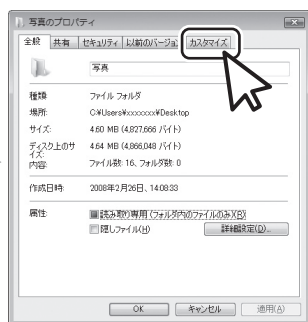 写真のプロパティ
全般 共有 セキュリティ 以前のバージョン カスタマイズ
写真
種類: ファイル フォルダ
場所: C:¥Users¥xxxxxxx¥Desktop
サイズ: 4.60 MB (4,827,666 バイト)
ディスク上のサイズ: 4.64 MB (4,866,048 バイト)
内容: ファイル数: 16、フォルダ数: 0
作成日時: 2008年2月26日、14:08:33
属性: 読み取り専用 (フォルダ内のファイルのみ)(R)
隠しファイル(H) 詳細設定(D)...
OK キャンセル 適用(A)